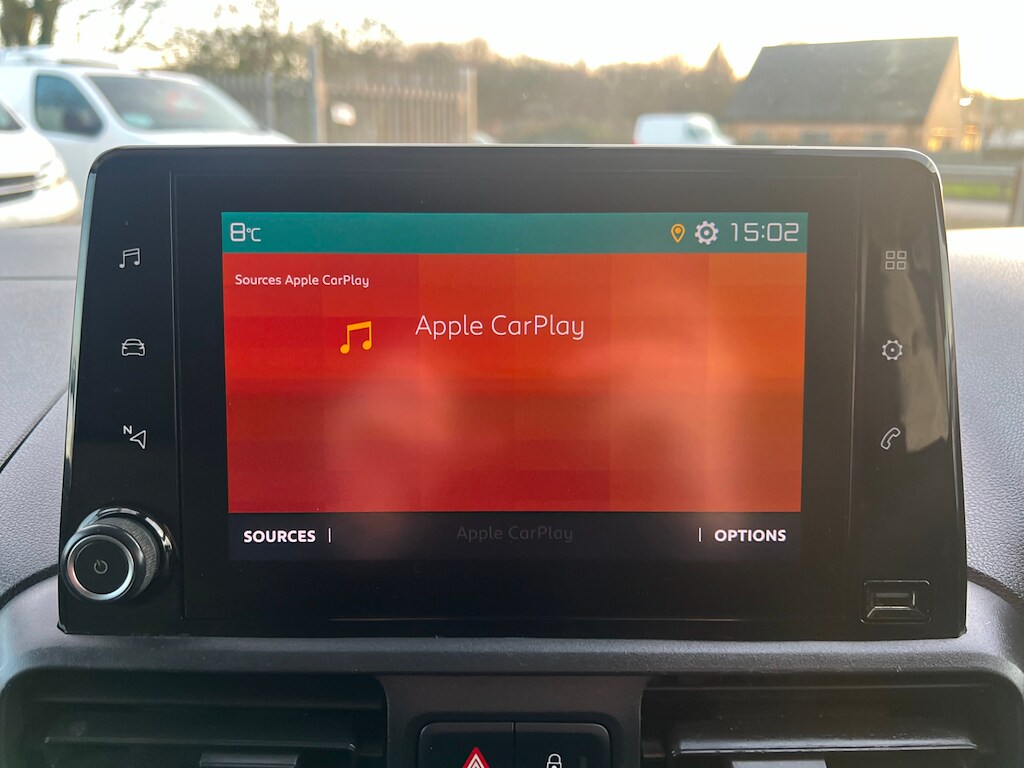 8°C 15:02
Sources Apple CarPlay
Apple CarPlay
N
SOURCES | Apple CarPlay | OPTIONS